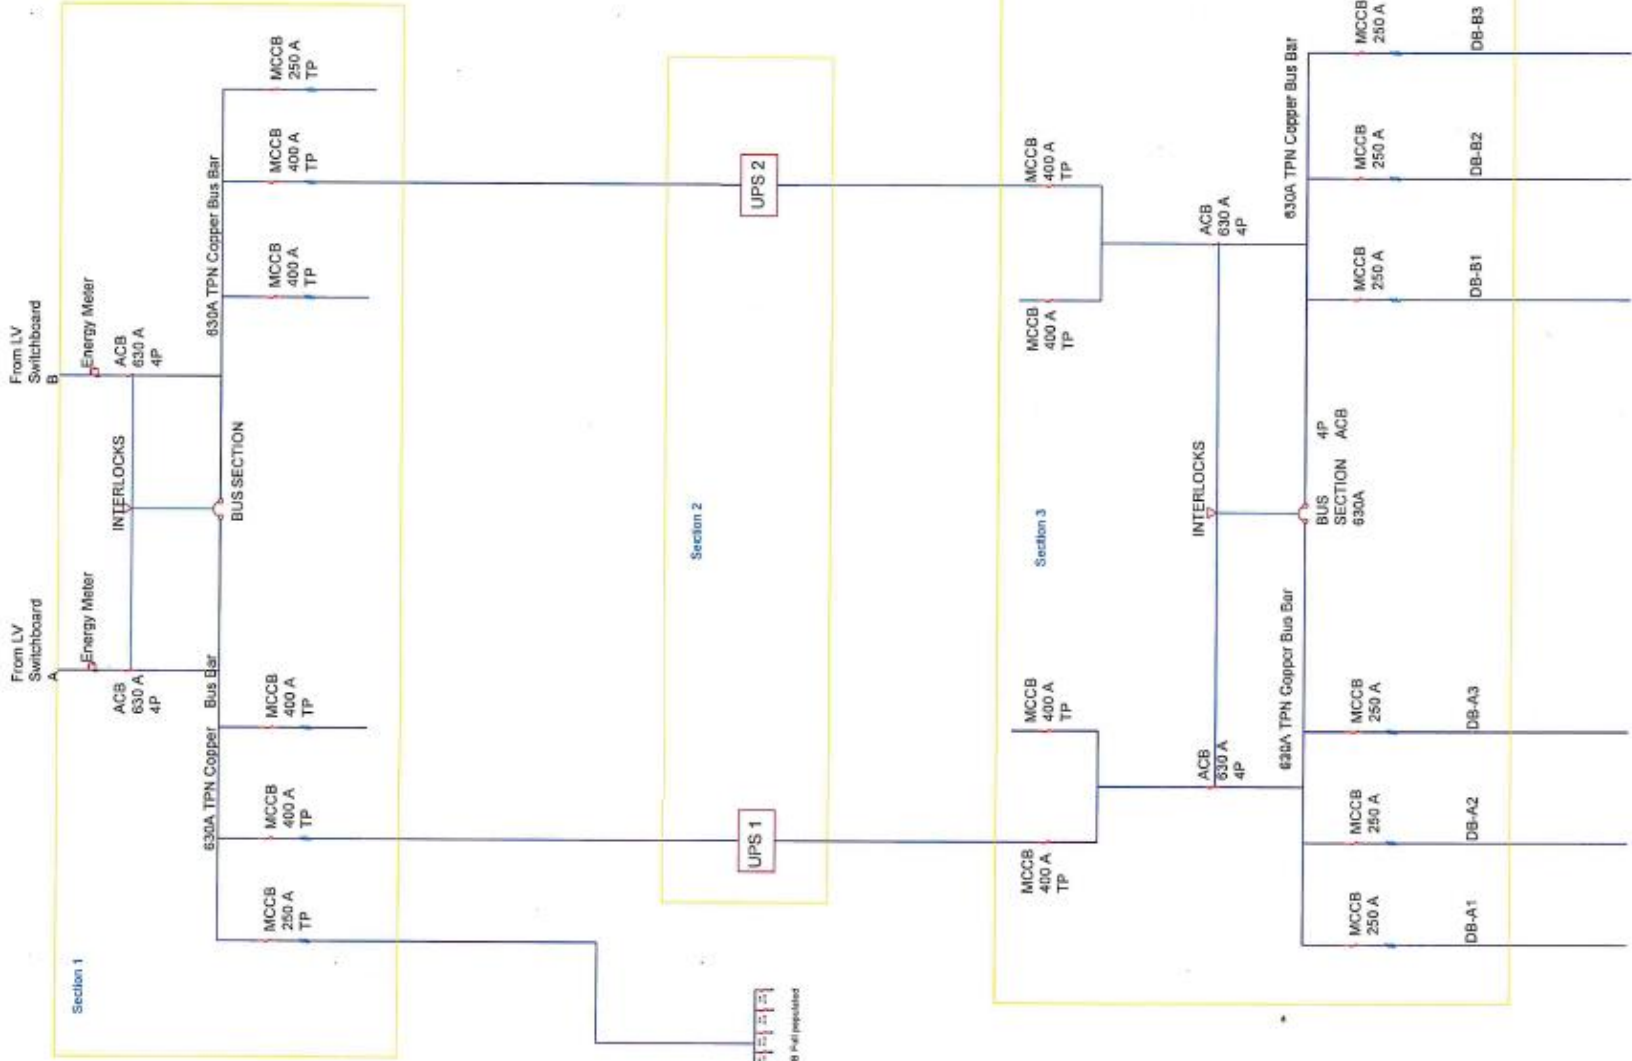 From LV
Switchboard
A
From LV
Switchboard
B
Section 1
Energy Meter
Energy Meter
ACB
630 A
4P
INTERLOCKS
ACB
630 A
4P
630A TPN Copper Bus Bar
BUS SECTION
630A TPN Copper Bus Bar
MCCB
250 A
TP
MCCB
400 A
TP
MCCB
400 A
TP
MCCB
400 A
TP
MCCB
400 A
TP
MCCB
250 A
TP
Section 2
UPS 1
UPS 2
B Full populated
MCCB
400 A
TP
MCCB
400 A
TP
Section 3
MCCB
400 A
TP
MCCB
400 A
TP
ACB
630 A
4P
INTERLOCKS
ACB
630 A
4P
630A TPN Copper Bus Bar
630A TPN Copper Bus Bar
BUS
SECTION
630A
4P
ACB
MCCB
250 A
MCCB
250 A
MCCB
250 A
MCCB
250 A
MCCB
250 A
MCCB
250 A
DB-A1
DB-A2
DB-A3
DB-B1
DB-B2
DB-B3